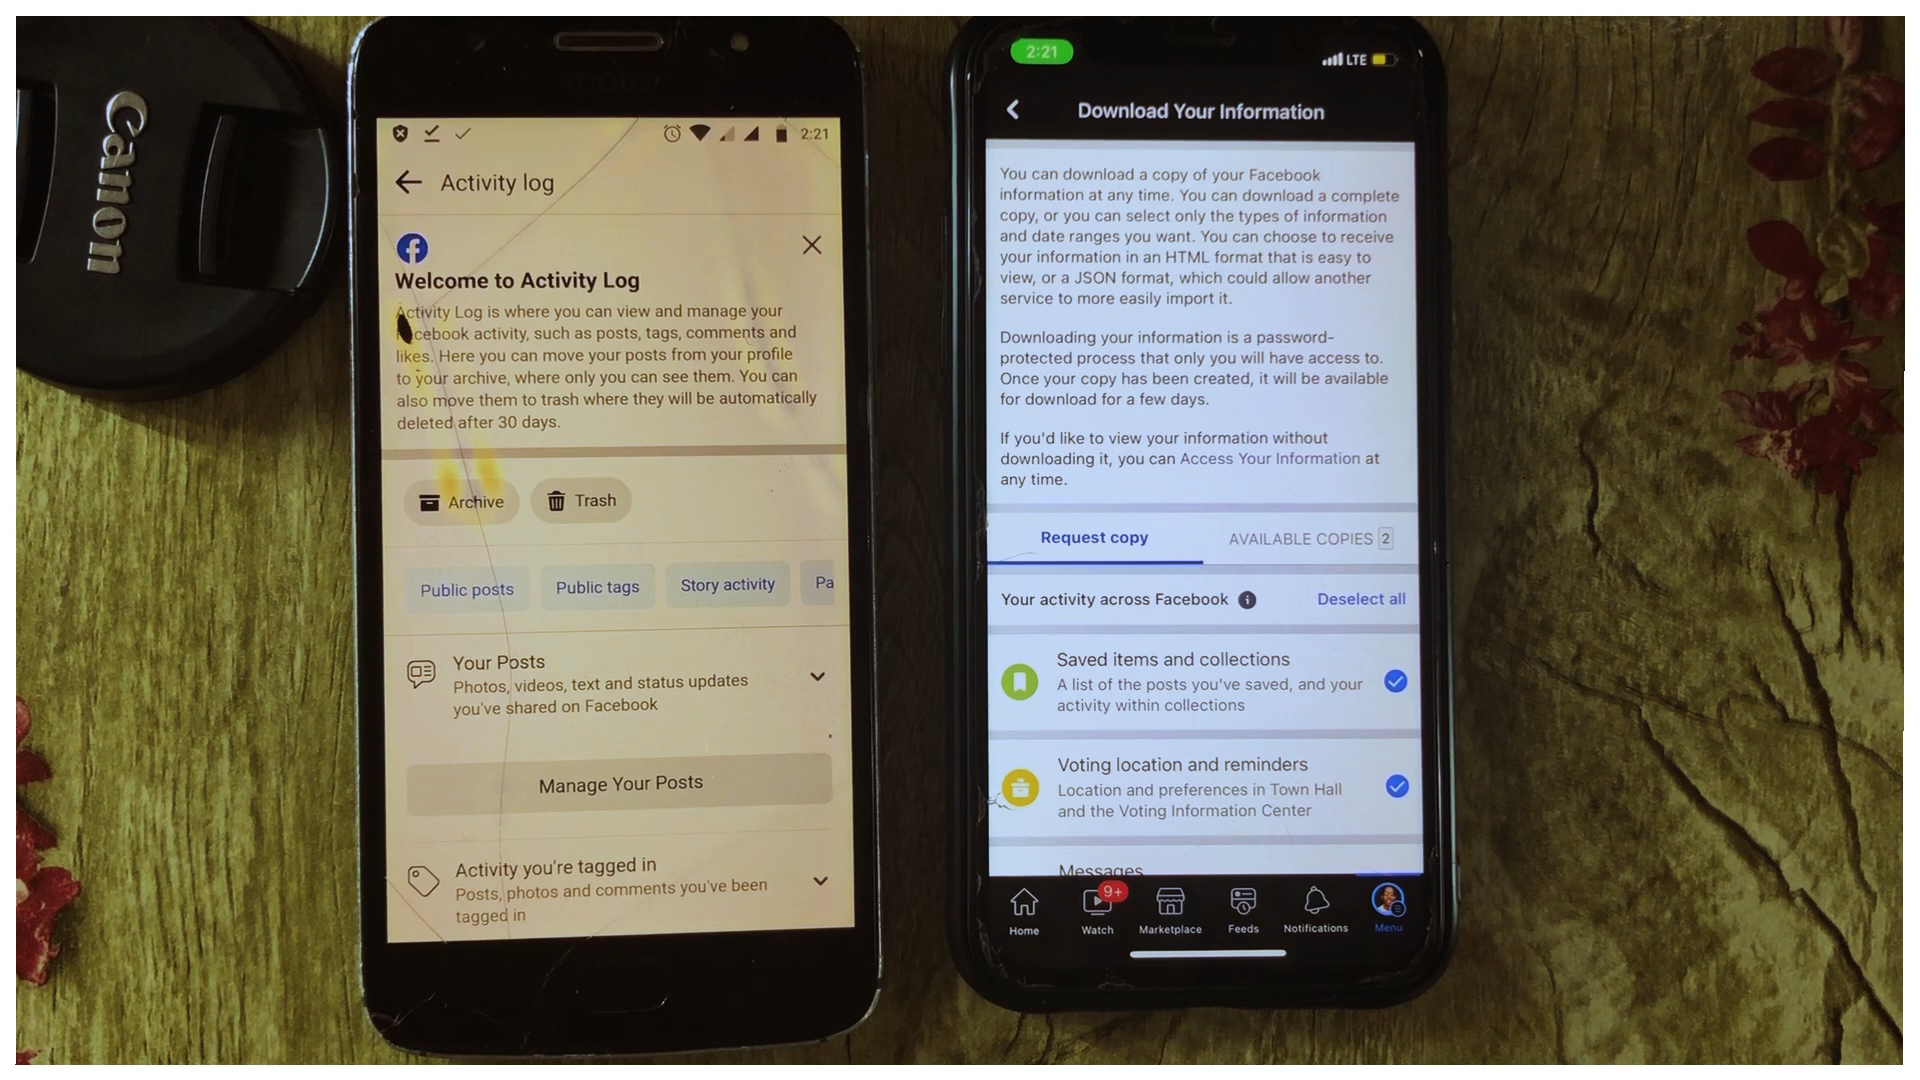 Canon
moto
2:21
Activity log
Welcome to Activity Log
Activity Log is where you can view and manage your
Facebook activity, such as posts, tags, comments and
likes. Here you can move your posts from your profile
to your archive, where only you can see them. You can
also move them to trash where they will be automatically
deleted after 30 days.
Archive
Trash
Public posts
Public tags
Story activity
Pa
Your Posts
Photos, videos, text and status updates
you've shared on Facebook
Manage Your Posts
Activity you're tagged in
Posts, photos and comments you've been
tagged in
2:21
LTE
Download Your Information
You can download a copy of your Facebook
information at any time. You can download a complete
copy, or you can select only the types of information
and date ranges you want. You can choose to receive
your information in an HTML format that is easy to
view, or a JSON format, which could allow another
service to more easily import it.
Downloading your information is a password-
protected process that only you will have access to.
Once your copy has been created, it will be available
for download for a few days.
If you'd like to view your information without
downloading it, you can Access Your Information at
any time.
Request copy
AVAILABLE COPIES 2
Your activity across Facebook
Deselect all
Saved items and collections
A list of the posts you've saved, and your
activity within collections
Voting location and reminders
Location and preferences in Town Hall
and the Voting Information Center
Messages
9+
Home
Watch
Marketplace
Feeds
Notifications
Menu